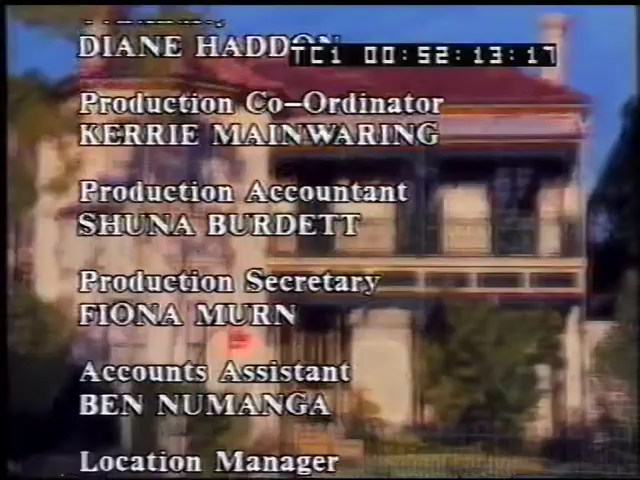 DIANE HADDON
TC1 00:52:13:17
Production Co-Ordinator
KERRIE MAINWARING
Production Accountant
SHUNA BURDETT
Production Secretary
FIONA MURN
Accounts Assistant
BEN NUMANGA
Location Manager